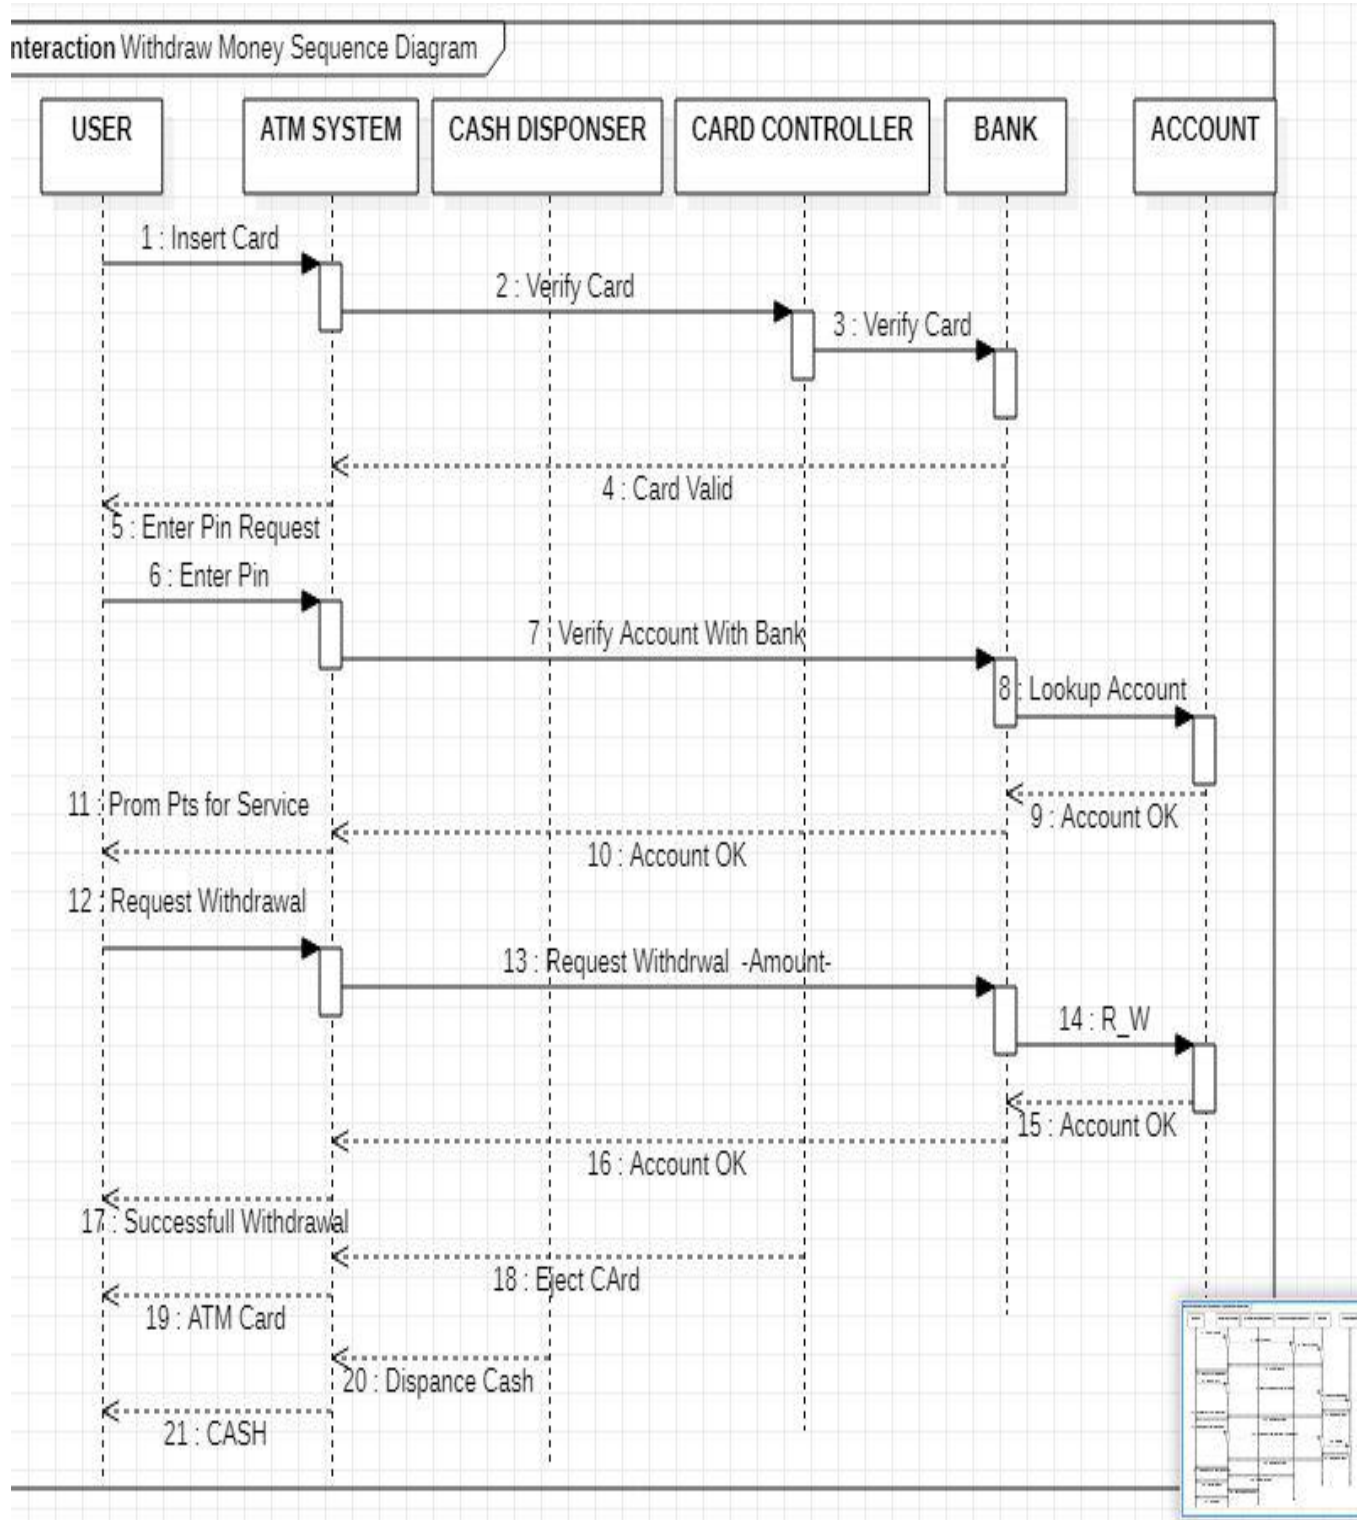 nteraction Withdraw Money Sequence Diagram
USER
ATM SYSTEM
CASH DISPONSER
CARD CONTROLLER
BANK
ACCOUNT
1 : Insert Card
2 : Verify Card
3 : Verify Card
4 : Card Valid
5 : Enter Pin Request
6 : Enter Pin
7 : Verify Account With Bank
8 : Lookup Account
9 : Account OK
10 : Account OK
11 : Prom Pts for Service
12 : Request Withdrawal
13 : Request Withdrwal -Amount-
14 : R_W
15 : Account OK
16 : Account OK
17 : Successfull Withdrawal
18 : Eject CArd
19 : ATM Card
20 : Dispance Cash
21 : CASH